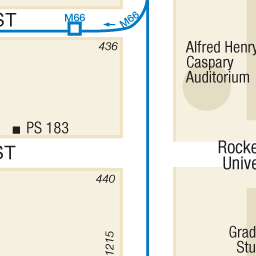 ST
M66
M66
436
Alfred Henry
Caspary
Auditorium
PS 183
ST
Rocke
Unive
440
1215
Grad
Stu